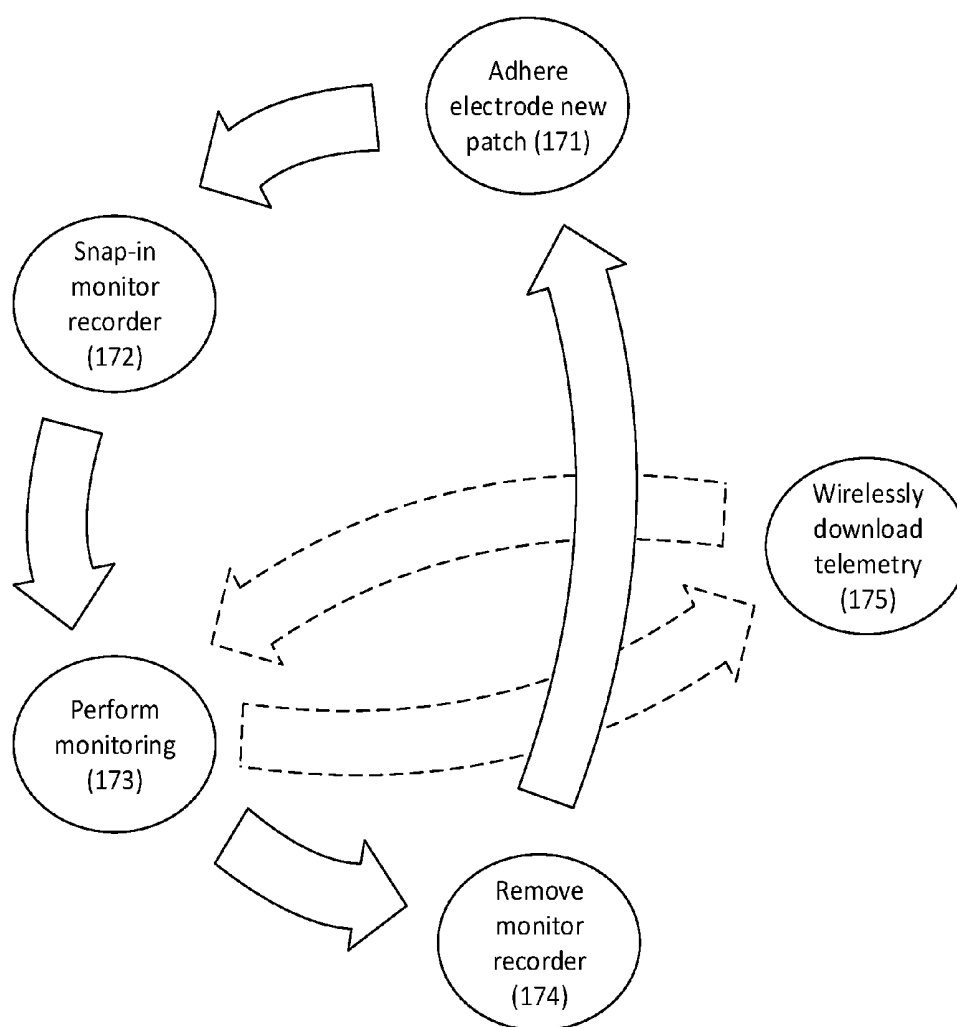 Adhere
electrode new
patch (171)
Snap-in
monitor
recorder
(172)
Wirelessly
download
telemetry
(175)
Perform
monitoring
(173)
Remove
monitor
recorder
(174)